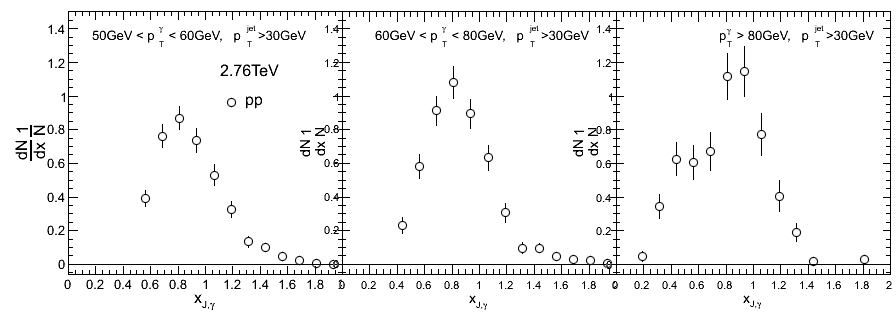 50GeV < p_T^γ < 60GeV, p_T^jet >30GeV
2.76TeV
pp
dN 1
dx N
1.4
1.2
1
0.8
0.6
0.4
0.2
0
0 0.2 0.4 0.6 0.8 1 1.2 1.4 1.6 1.8
x_J,γ
60GeV < p_T^γ < 80GeV, p_T^jet >30GeV
dN 1
dx N
1.4
1.2
1
0.8
0.6
0.4
0.2
0
2 0 0.2 0.4 0.6 0.8 1 1.2 1.4 1.6 1.8
x_J,γ
p_T^γ > 80GeV, p_T^jet >30GeV
dN 1
dx N
1.4
1.2
1
0.8
0.6
0.4
0.2
0
2 0 0.2 0.4 0.6 0.8 1 1.2 1.4 1.6 1.8 2
x_J,γ